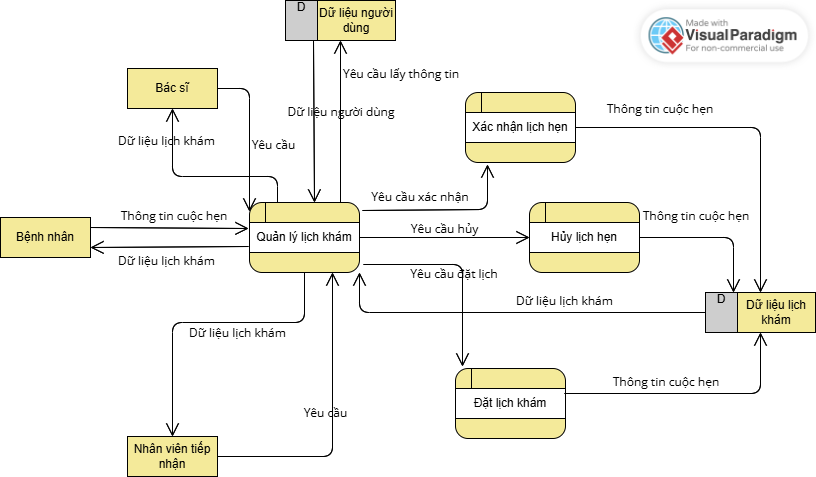 D
Dữ liệu người
dùng
Made with
VisualParadigm
For non-commercial use
Yêu cầu lấy thông tin
Bác sĩ
Dữ liệu người dùng
Thông tin cuộc hẹn
Xác nhận lịch hẹn
Dữ liệu lịch khám
Yêu cầu
Yêu cầu xác nhận
Thông tin cuộc hẹn
Thông tin cuộc hẹn
Bệnh nhân
Quản lý lịch khám
Yêu cầu hủy
Hủy lịch hẹn
Dữ liệu lịch khám
Yêu cầu đặt lịch
Dữ liệu lịch khám
D
Dữ liệu lịch
khám
Dữ liệu lịch khám
Thông tin cuộc hẹn
Đặt lịch khám
Yêu cầu
Nhân viên tiếp
nhận